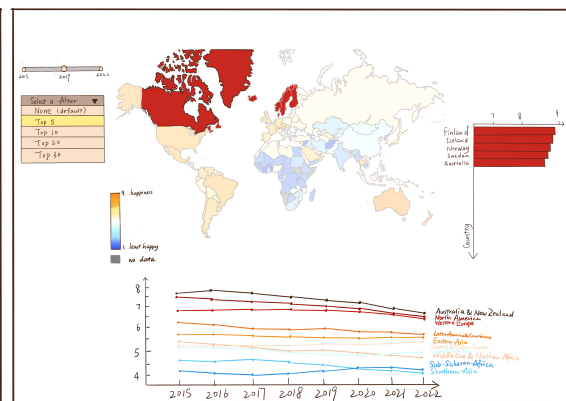 2015 2019 2022
Select a filter
None (default)
Top 5
Top 10
Top 20
Top 30
7 8 9
Finland
Iceland
Norway
Sweden
Australia
Country
9 happiness
1 least happy
no data
8
7
6
5
4
Australia & New Zealand
North America
Western Europe
Latin America & Caribbean
Eastern Asia
Middle East & Northern Africa
Sub-Saharan Africa
Southern Asia
2015 2016 2017 2018 2019 2020 2021 2022